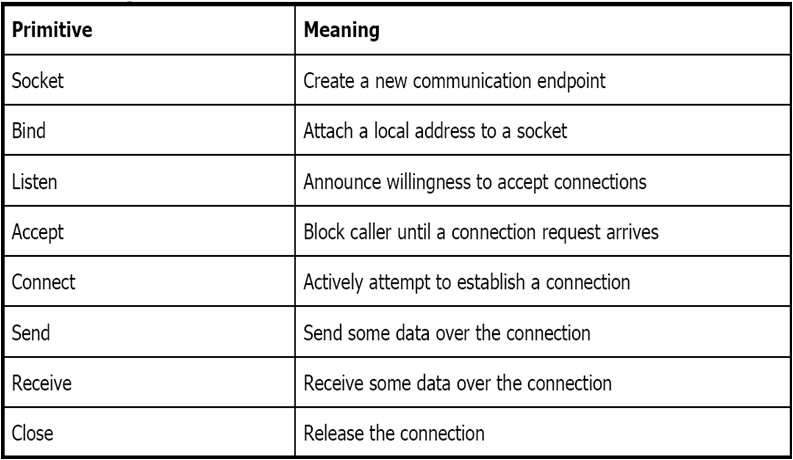 Primitive Meaning
Socket Create a new communication endpoint
Bind Attach a local address to a socket
Listen Announce willingness to accept connections
Accept Block caller until a connection request arrives
Connect Actively attempt to establish a connection
Send Send some data over the connection
Receive Receive some data over the connection
Close Release the connection